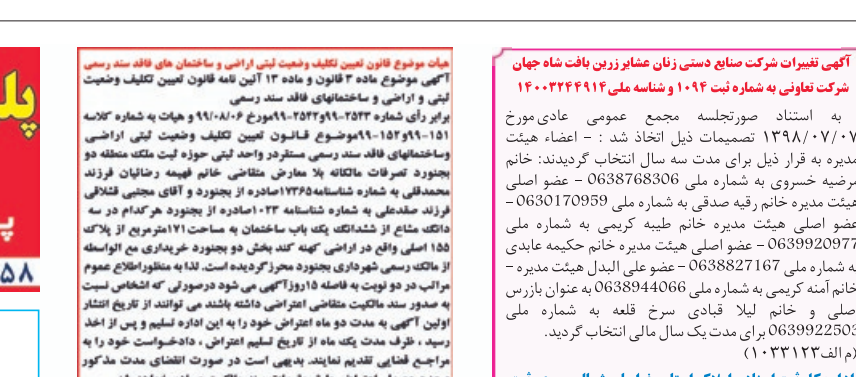 آگهی تغییرات شرکت صنایع دستی زنان عشایر زرین بافت شاه جهان
شرکت تعاونی به شماره ثبت ۱۰۹۴ و شناسه ملی ۱۴۰۰۳۲۴۴۹۱۴
به استناد صورتجلسه مجمع عمومی عادی مورخ
۱۳۹۸/۰۷/۰۷ تصمیمات ذیل اتخاذ شد : - اعضاء هیئت
مدیره به قرار ذیل برای مدت سه سال انتخاب گردیدند: خانم
مرضیه خسروی به شماره ملی 0638768306 - عضو اصلی
هیئت مدیره خانم رقیه صدقی به شماره ملی 0630170959 -
عضو اصلی هیئت مدیره خانم طیبه کریمی به شماره ملی
0639920977 - عضو اصلی هیئت مدیره خانم حکیمه عابدی
به شماره ملی 0638827167 - عضو علی البدل هیئت مدیره -
خانم آمنه کریمی به شماره ملی 0638944066 به عنوان بازرس
اصلی و خانم لیلا قبادی سرخ قلعه به شماره ملی
0639922503 برای مدت یک سال مالی انتخاب گردید.
(م الف ۱۰۳۳۱۲۳)
هیات موضوع قانون تعیین تکلیف وضعیت ثبتی اراضی و ساختمان های فاقد سند رسمی
آگهی موضوع ماده ۳ قانون و ماده ۱۳ آئین نامه قانون تعیین تکلیف وضعیت
ثبتی و اراضی و ساختمانهای فاقد سند رسمی
برابر رأی شماره ۲۵۴۳-۹۹و۲۵۴۲-۹۹مورخ ۹۹/۰۸/۰۶ و هیات به شماره کلاسه
۱۵۱-۹۹و۱۵۲-۹۹موضوع قانون تعیین تکلیف وضعیت ثبتی اراضی
وساختمانهای فاقد سند رسمی مستقردر واحد ثبتی حوزه ثبت ملک منطقه دو
بجنورد تصرفات مالکانه بلا معارض متقاضی خانم فهیمه رضائیان فرزند
محمدقلی به شماره شناسنامه۱۷۳۶۵صادره از بجنورد و آقای مجتبی قشلاقی
فرزند صفدعلی به شماره شناسنامه ۱۰۲۳صادره از بجنورد هرکدام در سه
دانگ مشاع از ششدانگ یک باب ساختمان به مساحت ۱۷۱مترمربع از پلاک
۱۵۵ اصلی واقع در اراضی کهنه کند بخش دو بجنورد خریداری مع الواسطه
از مالک رسمی شهرداری بجنورد محرزگردیده است. لذا به منظوراطلاع عموم
مراتب در دو نوبت به فاصله ۱۵روزآگهی می شود درصورتی که اشخاص نسبت
به صدور سند مالکیت متقاضی اعتراضی داشته باشند می توانند از تاریخ انتشار
اولین آگهی به مدت دو ماه اعتراض خود را به این اداره تسلیم و پس از اخذ
رسید ، ظرف مدت یک ماه از تاریخ تسلیم اعتراض ، دادخواست خود را به
مراجع قضایی تقدیم نمایند. بدیهی است در صورت انقضای مدت مذکور
پل
پ
۵۸